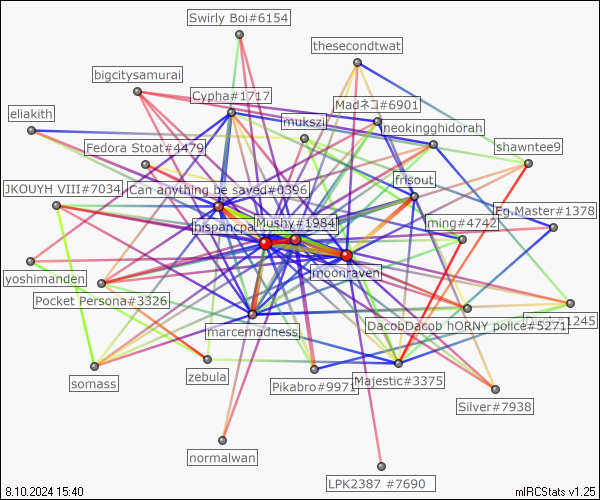 Swirly Boi#6154
thesecondtwat
bigcitysamurai
Cypha#1717
Madネコ#6901
eliakith
mukszi
neokingghidorah
Fedora Stoat#4479
shawntee9
JKOUYH VIII#7034
Can anything be saved#0396
frisout
Eg.Master#1378
hispancpa
Mushy#1984
ming#4742
yoshimanden
moonraven
Pocket Persona#3326
marcemadness
DacobDacob hORNY police#5271
#1245
somass
zebula
Pikabro#9971
Majestic#3375
Silver#7938
normalwan
LPK2387 #7690
8.10.2024 15:40
mIRCStats v1.25